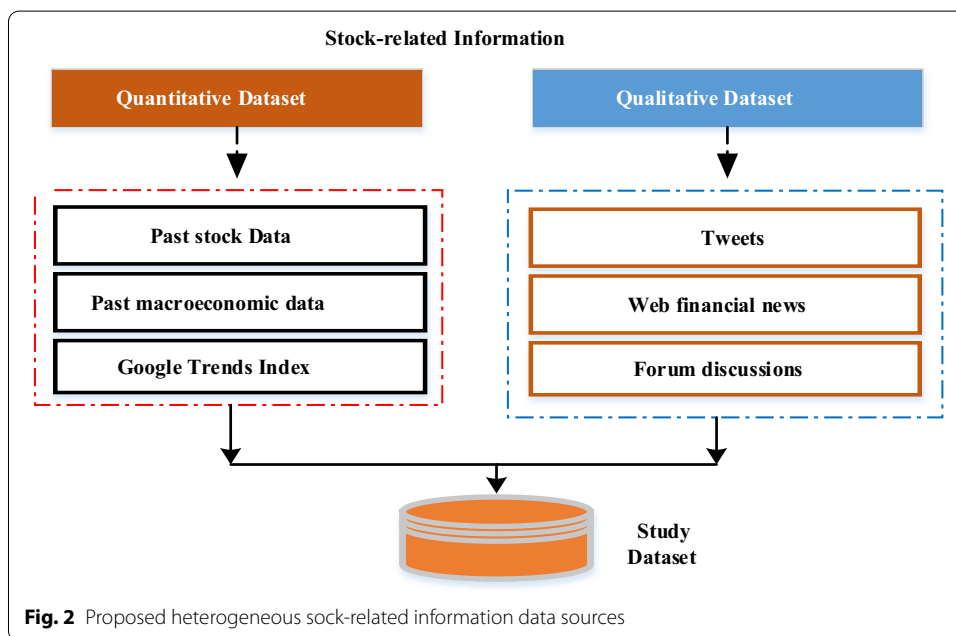 Stock-related Information
Quantitative Dataset
Qualitative Dataset
Past stock Data
Past macroeconomic data
Google Trends Index
Tweets
Web financial news
Forum discussions
Study
Dataset
Fig. 2 Proposed heterogeneous sock-related information data sources